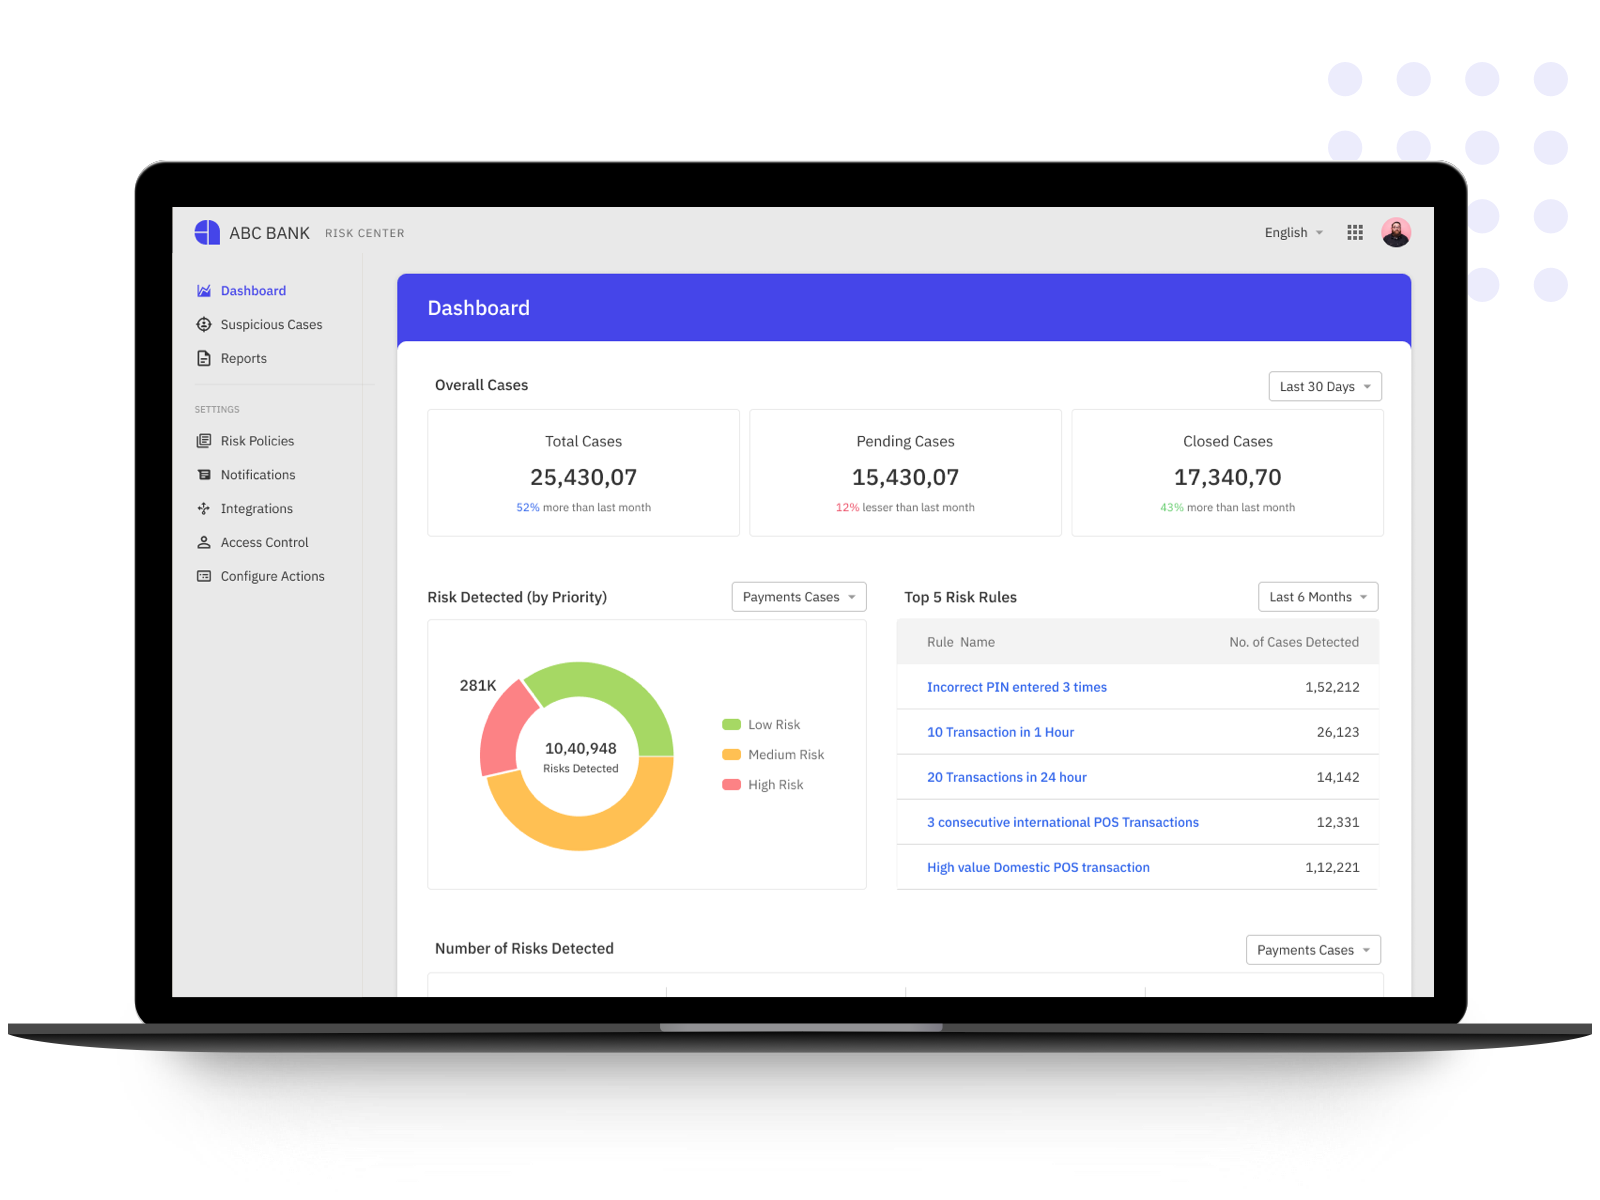 ABC BANK RISK CENTER
English
Dashboard
Suspicious Cases
Reports
SETTINGS
Risk Policies
Notifications
Integrations
Access Control
Configure Actions
Dashboard
Overall Cases
Last 30 Days
Total Cases
25,430,07
52% more than last month
Pending Cases
15,430,07
12% lesser than last month
Closed Cases
17,340,70
43% more than last month
Risk Detected (by Priority)
Payments Cases
281K
10,40,948
Risks Detected
Low Risk
Medium Risk
High Risk
Top 5 Risk Rules
Last 6 Months
Rule Name No. of Cases Detected
Incorrect PIN entered 3 times 1,52,212
10 Transaction in 1 Hour 26,123
20 Transactions in 24 hour 14,142
3 consecutive international POS Transactions 12,331
High value Domestic POS transaction 1,12,221
Number of Risks Detected
Payments Cases